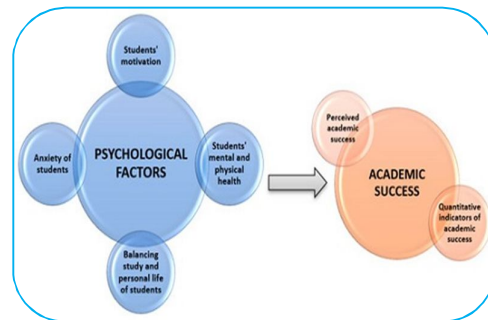 Students'
motivation
Anxiety of
students
PSYCHOLOGICAL
FACTORS
Students'
mental and
physical
health
Balancing
study and
personal life
of students
Perceived
academic
success
ACADEMIC
SUCCESS
Quantitative
indicators of
academic
success